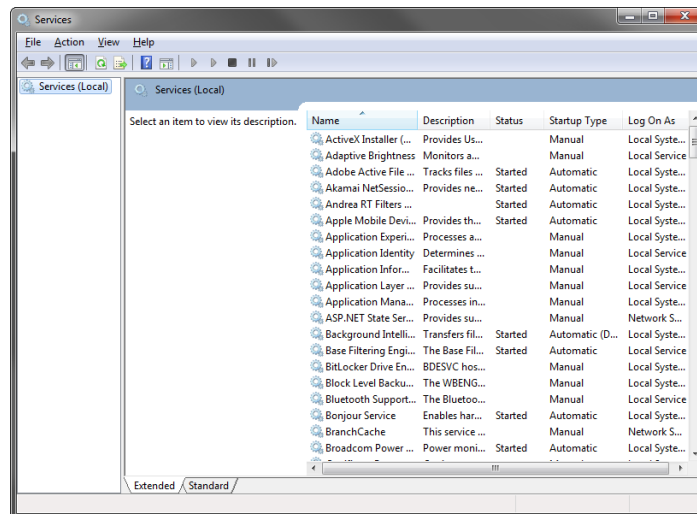 Services
File Action View Help
Services (Local)
Services (Local)
Select an item to view its description.
Name Description Status Startup Type Log On As
ActiveX Installer (... Provides Us... Manual Local Syste...
Adaptive Brightness Monitors a... Manual Local Service
Adobe Active File ... Tracks files ... Started Automatic Local Syste...
Akamai NetSessio... Provides ne... Started Automatic Local Syste...
Andrea RT Filters ... Started Automatic Local Syste...
Apple Mobile Devi... Provides th... Started Automatic Local Syste...
Application Experi... Processes a... Manual Local Syste...
Application Identity Determines ... Manual Local Service
Application Infor... Facilitates t... Manual Local Syste...
Application Layer ... Provides su... Manual Local Service
Application Mana... Processes in... Manual Local Syste...
ASP.NET State Ser... Provides su... Manual Network S...
Background Intelli... Transfers fil... Started Automatic (D... Local Syste...
Base Filtering Engi... The Base Fil... Started Automatic Local Service
BitLocker Drive En... BDESVC hos... Manual Local Syste...
Block Level Backu... The WBENG... Manual Local Syste...
Bluetooth Support... The Bluetoo... Manual Local Service
Bonjour Service Enables har... Started Automatic Local Syste...
BranchCache This service ... Manual Network S...
Broadcom Power ... Power moni... Started Automatic Local Syste...
Extended Standard